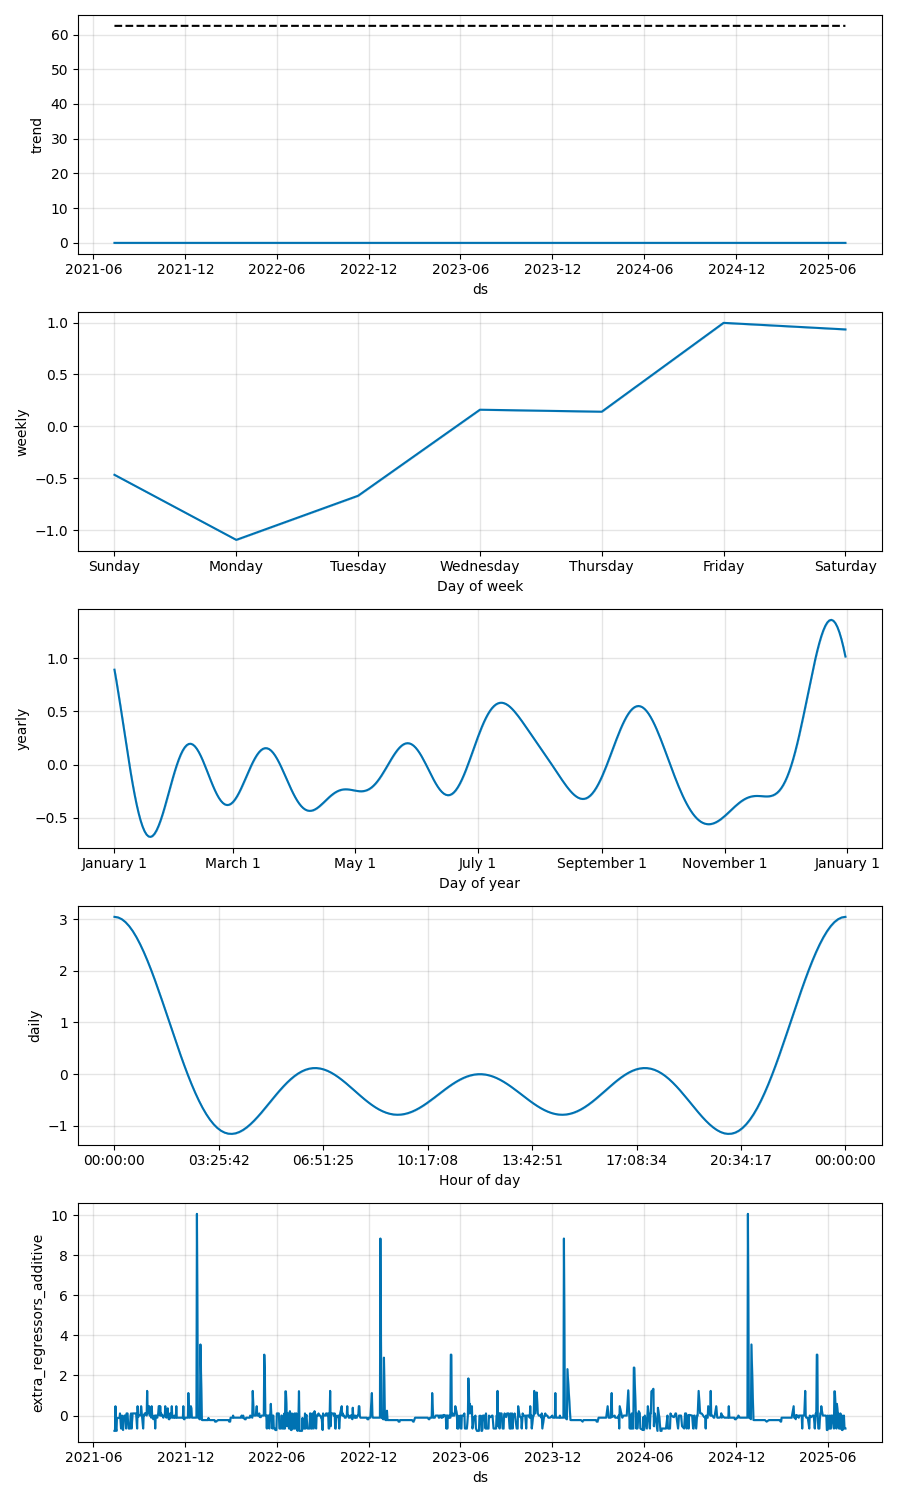 60
50
40
30
20
10
0
trend
2021-06 2021-12 2022-06 2022-12 2023-06 2023-12 2024-06 2024-12 2025-06
ds
1.0
0.5
0.0
−0.5
−1.0
weekly
Sunday Monday Tuesday Wednesday Thursday Friday Saturday
Day of week
1.0
0.5
0.0
−0.5
yearly
January 1 March 1 May 1 July 1 September 1 November 1 January 1
Day of year
3
2
1
0
−1
daily
00:00:00 03:25:42 06:51:25 10:17:08 13:42:51 17:08:34 20:34:17 00:00:00
Hour of day
10
8
6
4
2
0
extra_regressors_additive
2021-06 2021-12 2022-06 2022-12 2023-06 2023-12 2024-06 2024-12 2025-06
ds